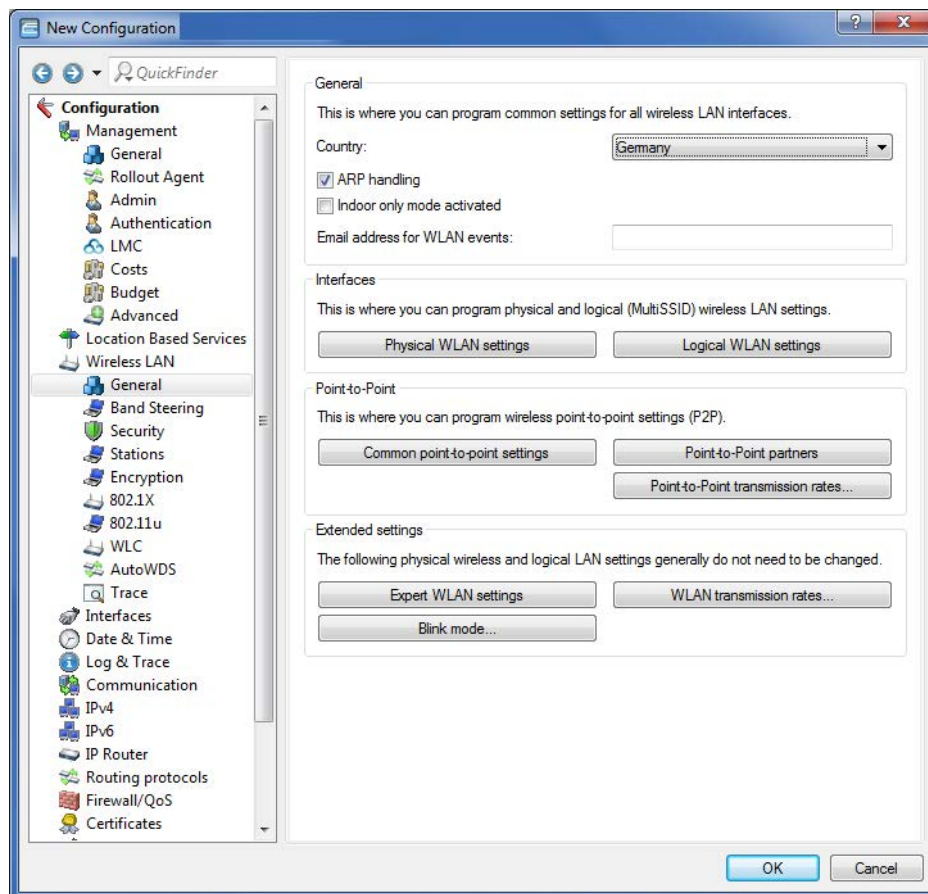 New Configuration
QuickFinder
Configuration
Management
General
Rollout Agent
Admin
Authentication
LMC
Costs
Budget
Advanced
Location Based Services
Wireless LAN
General
Band Steering
Security
Stations
Encryption
802.1X
802.11u
WLC
AutoWDS
Trace
Interfaces
Date & Time
Log & Trace
Communication
IPv4
IPv6
IP Router
Routing protocols
Firewall/QoS
Certificates
General
This is where you can program common settings for all wireless LAN interfaces.
Country: Germany
ARP handling
Indoor only mode activated
Email address for WLAN events:
Interfaces
This is where you can program physical and logical (MultiSSID) wireless LAN settings.
Physical WLAN settings Logical WLAN settings
Point-to-Point
This is where you can program wireless point-to-point settings (P2P).
Common point-to-point settings Point-to-Point partners
Point-to-Point transmission rates...
Extended settings
The following physical wireless and logical LAN settings generally do not need to be changed.
Expert WLAN settings WLAN transmission rates...
Blink mode...
OK Cancel